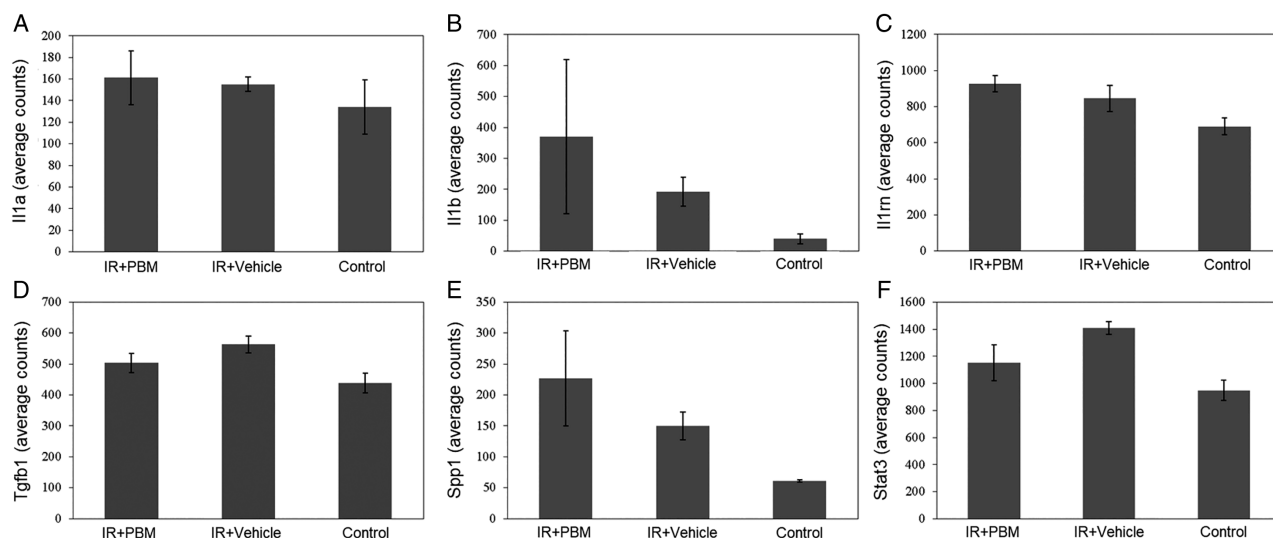 A
Il1a (average counts)
200
180
160
140
120
100
80
60
40
20
0
IR+PBM IR+Vehicle Control
B
Il1b (average counts)
700
600
500
400
300
200
100
0
IR+PBM IR+Vehicle Control
C
Il1rn (average counts)
1200
1000
800
600
400
200
0
IR+PBM IR+Vehicle Control
D
Tgfb1 (average counts)
700
600
500
400
300
200
100
0
IR+PBM IR+Vehicle Control
E
Spp1 (average counts)
350
300
250
200
150
100
50
0
IR+PBM IR+Vehicle Control
F
Stat3 (average counts)
1600
1400
1200
1000
800
600
400
200
0
IR+PBM IR+Vehicle Control